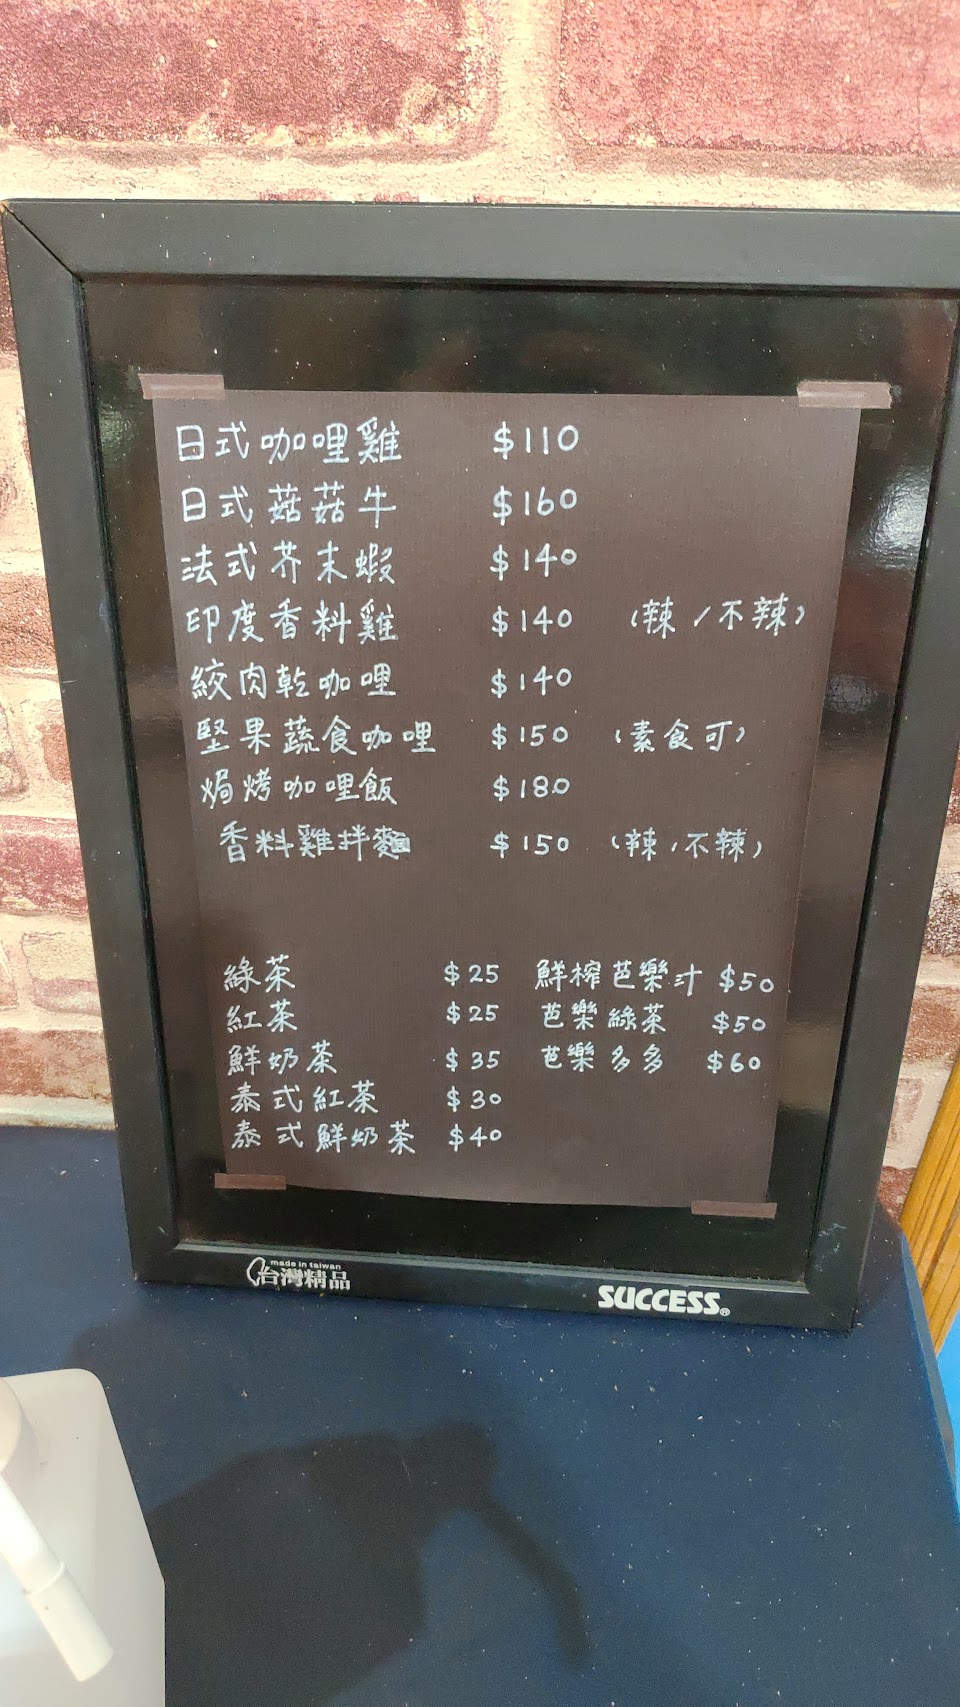 日式咖哩雞 $110
日式菇菇牛 $160
法式芥末蝦 $140
印度香料雞 $140 (辣/不辣)
絞肉乾咖哩 $140
堅果蔬食咖哩 $150 (素食可)
焗烤咖哩飯 $180
香料雞拌麵 $150 (辣/不辣)
綠茶 $25
紅茶 $25
鮮奶茶 $35
泰式紅茶 $30
泰式鮮奶茶 $40
鮮榨芭樂汁 $50
芭樂綠茶 $50
芭樂多多 $60
made in taiwan
台灣精品
SUCCESS®